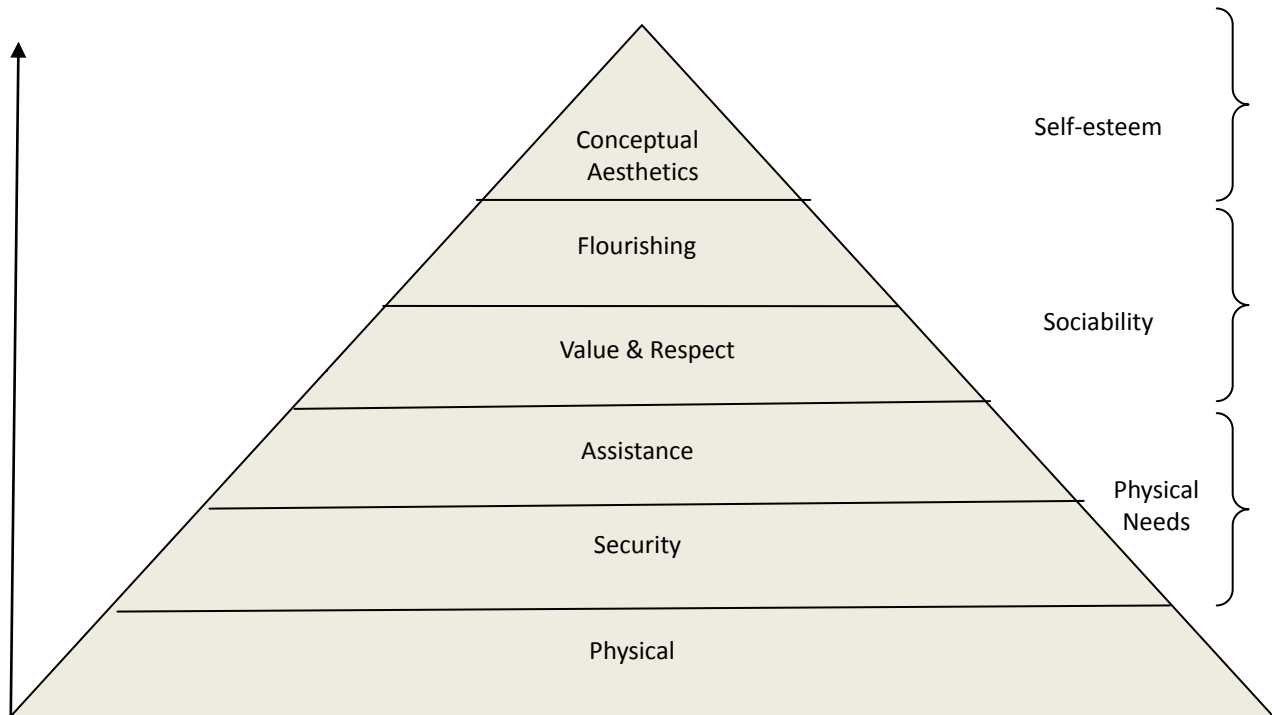 Conceptual
Aesthetics
Self-esteem
Flourishing
Sociability
Value & Respect
Assistance
Physical
Needs
Security
Physical